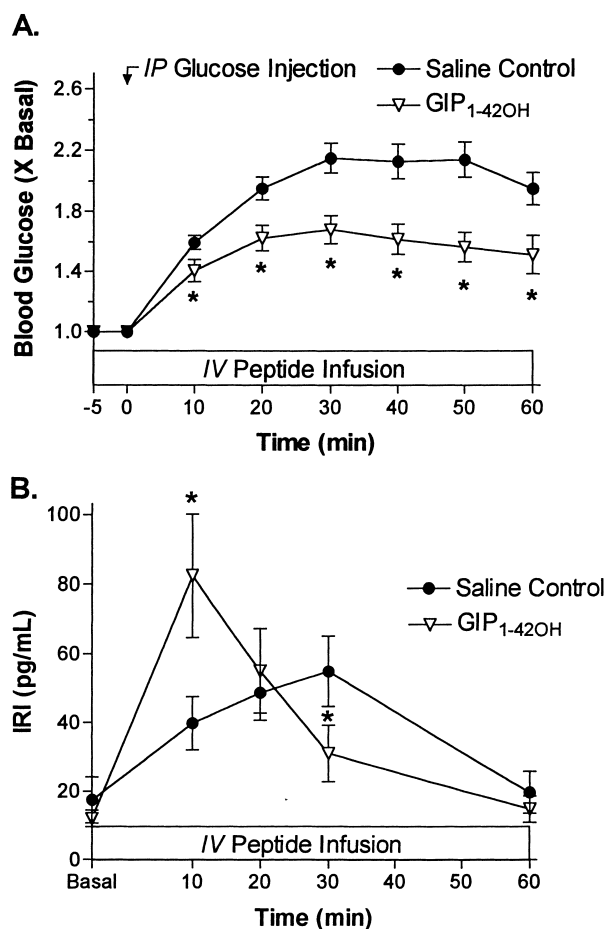 A.
IP Glucose Injection
Saline Control
GIP1-42OH
Blood Glucose (X Basal)
2.6
2.2
1.8
1.4
1.0
* * * * * *
IV Peptide Infusion
-5 0 10 20 30 40 50 60
Time (min)
B.
IRI (pg/mL)
100
80
60
40
20
0
*
*
Saline Control
GIP1-42OH
IV Peptide Infusion
Basal 10 20 30 40 50 60
Time (min)